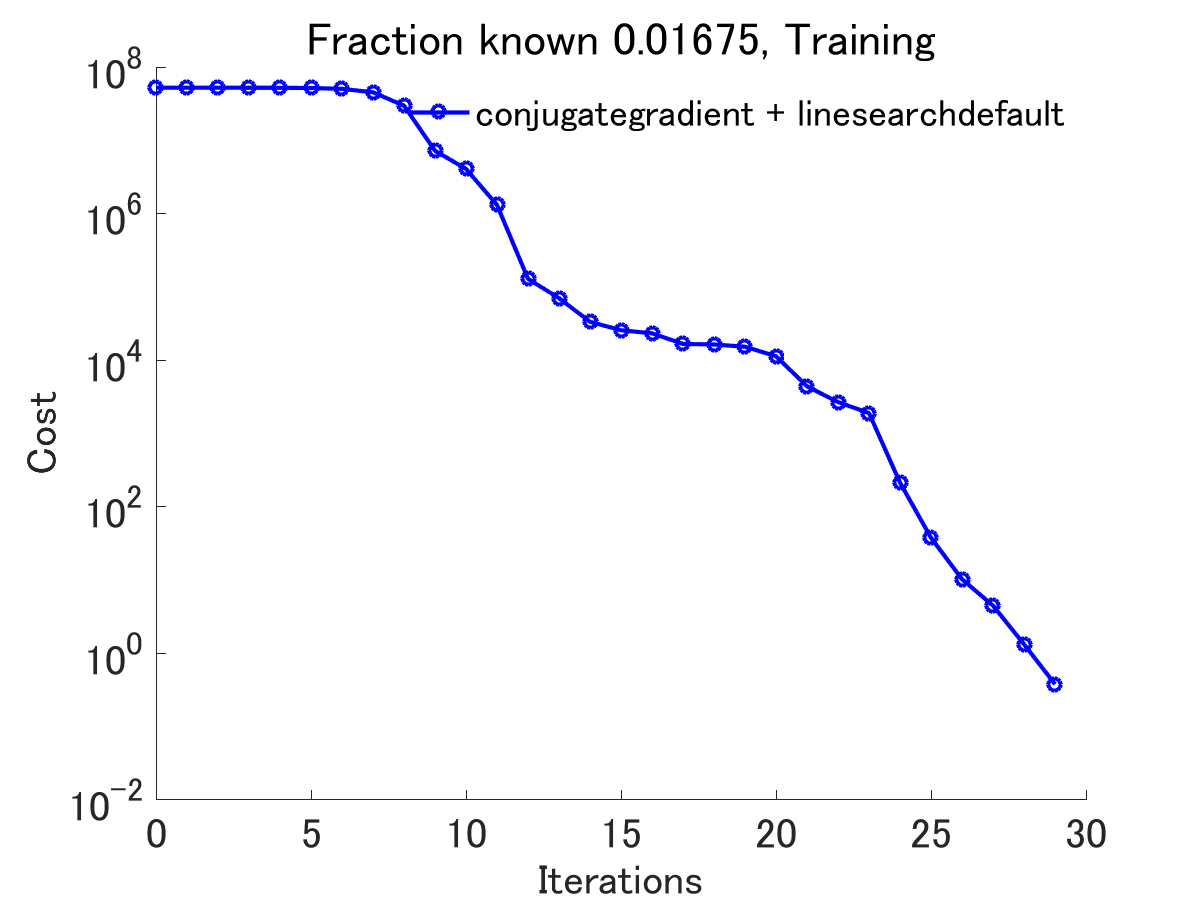 Fraction known 0.01675, Training
conjugategradient + linesearchdefault
10^8
10^6
10^4
10^2
10^0
10^-2
Cost
0 5 10 15 20 25 30
Iterations